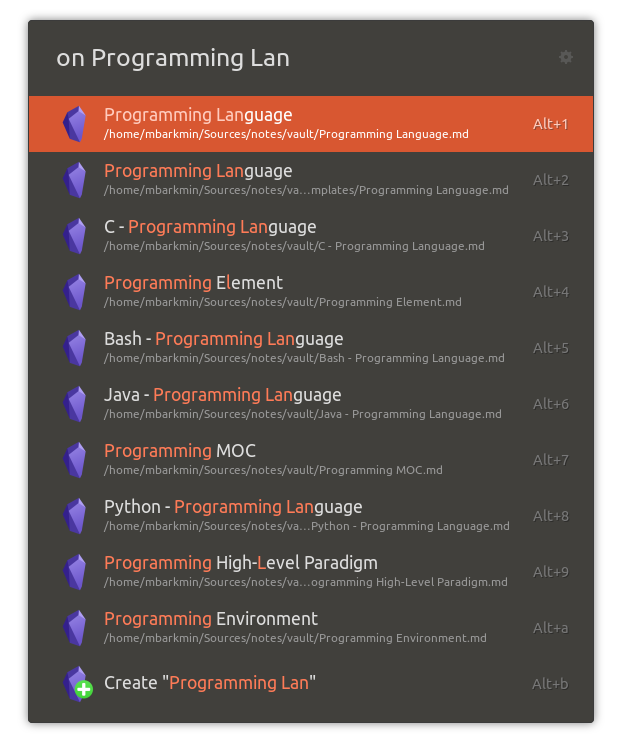 on Programming Lan
Programming Language
/home/mbarkmin/Sources/notes/vault/Programming Language.md
Alt+1
Programming Language
/home/mbarkmin/Sources/notes/va...mplates/Programming Language.md
Alt+2
C - Programming Language
/home/mbarkmin/Sources/notes/vault/C - Programming Language.md
Alt+3
Programming Element
/home/mbarkmin/Sources/notes/vault/Programming Element.md
Alt+4
Bash - Programming Language
/home/mbarkmin/Sources/notes/vault/Bash - Programming Language.md
Alt+5
Java - Programming Language
/home/mbarkmin/Sources/notes/vault/Java - Programming Language.md
Alt+6
Programming MOC
/home/mbarkmin/Sources/notes/vault/Programming MOC.md
Alt+7
Python - Programming Language
/home/mbarkmin/Sources/notes/va...Python - Programming Language.md
Alt+8
Programming High-Level Paradigm
/home/mbarkmin/Sources/notes/va...ogramming High-Level Paradigm.md
Alt+9
Programming Environment
/home/mbarkmin/Sources/notes/vault/Programming Environment.md
Alt+a
Create "Programming Lan"
Alt+b